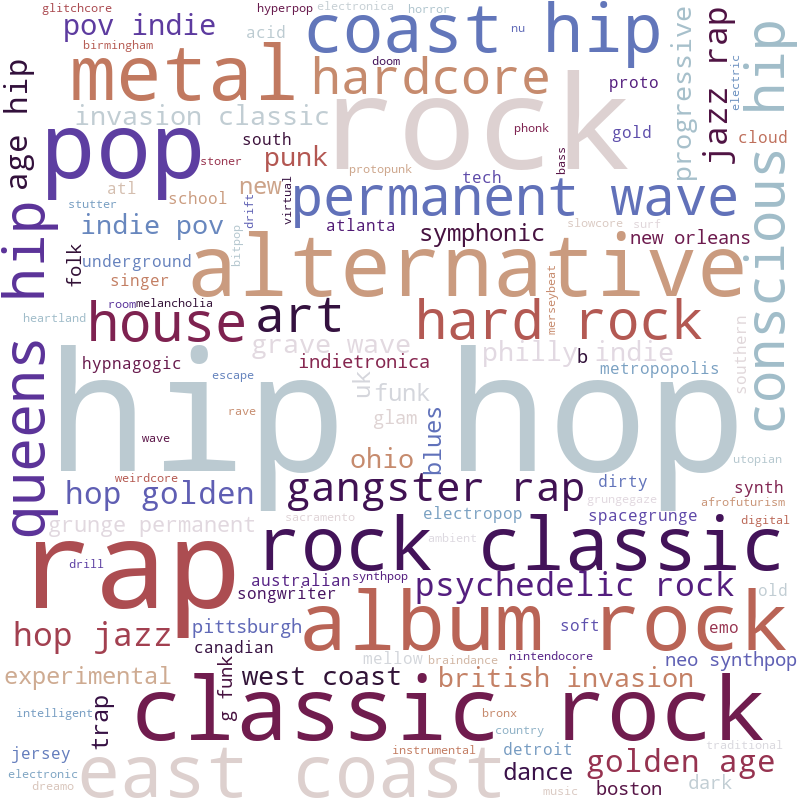 glitchcore
pov indie
birmingham
hyperpop
electronica
horror
acid
coast hip
nu
metal
doom
hardcore
proto
progressive
jazz rap
electric
conscious hip
age hip
invasion classic
rock
phonk
gold
cloud
south
pop
stoner
punk
protopunk
bass
tech
atl
school
new
virtual
permanent wave
stutter
drift
indie pov
bitpop
atlanta
symphonic
slowcore
surf
new orleans
queens hip
folk
underground
singer
alternative
merseybeat
room
melancholia
heartland
house
art
hard rock
grave wave
philly indie
southern
hypnagogic
indietronica
b
metropopolis
escape
uk
funk
hip hop
rave
glam
wave
blues
ohio
utopian
weirdcore
hop golden
gangster rap
dirty
synth
grungegaze
afrofuturism
grunge permanent
sacramento
electropop
spacegrunge
digital
rap
rock classic
ambient
drill
australian
synthpop
songwriter
psychedelic rock
old
hop jazz
pittsburgh
album rock
soft
emo
canadian
mellow
braindance
nintendocore
neo synthpop
experimental
g funk
west coast
british invasion
intelligent
trap
classic rock
bronx
country
jersey
east coast
instrumental
detroit
traditional
electronic
dance
golden age
dreamo
music
boston
dark